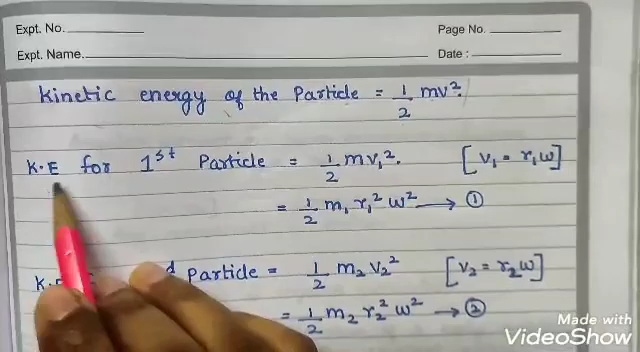 Expt. No. Page No.
Expt. Name. Date :
Kinetic energy of the Particle = 1/2 mv².
K.E for 1st Particle = 1/2 mv₁². [v₁ = r₁ω]
= 1/2 m₁ r₁² ω² → ①
K.E d Particle = 1/2 m₂ v₂² [v₂ = r₂ω]
= 1/2 m₂ r₂² ω² → ②
Made with
VideoShow